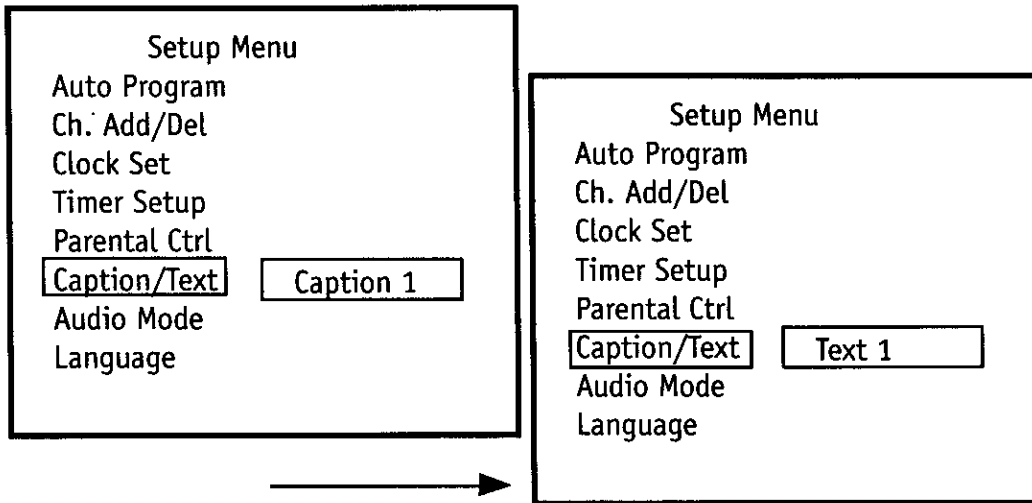 Setup Menu
Auto Program
Ch. Add/Del
Clock Set
Timer Setup
Parental Ctrl
Caption/Text Caption 1
Audio Mode
Language
Setup Menu
Auto Program
Ch. Add/Del
Clock Set
Timer Setup
Parental Ctrl
Caption/Text Text 1
Audio Mode
Language